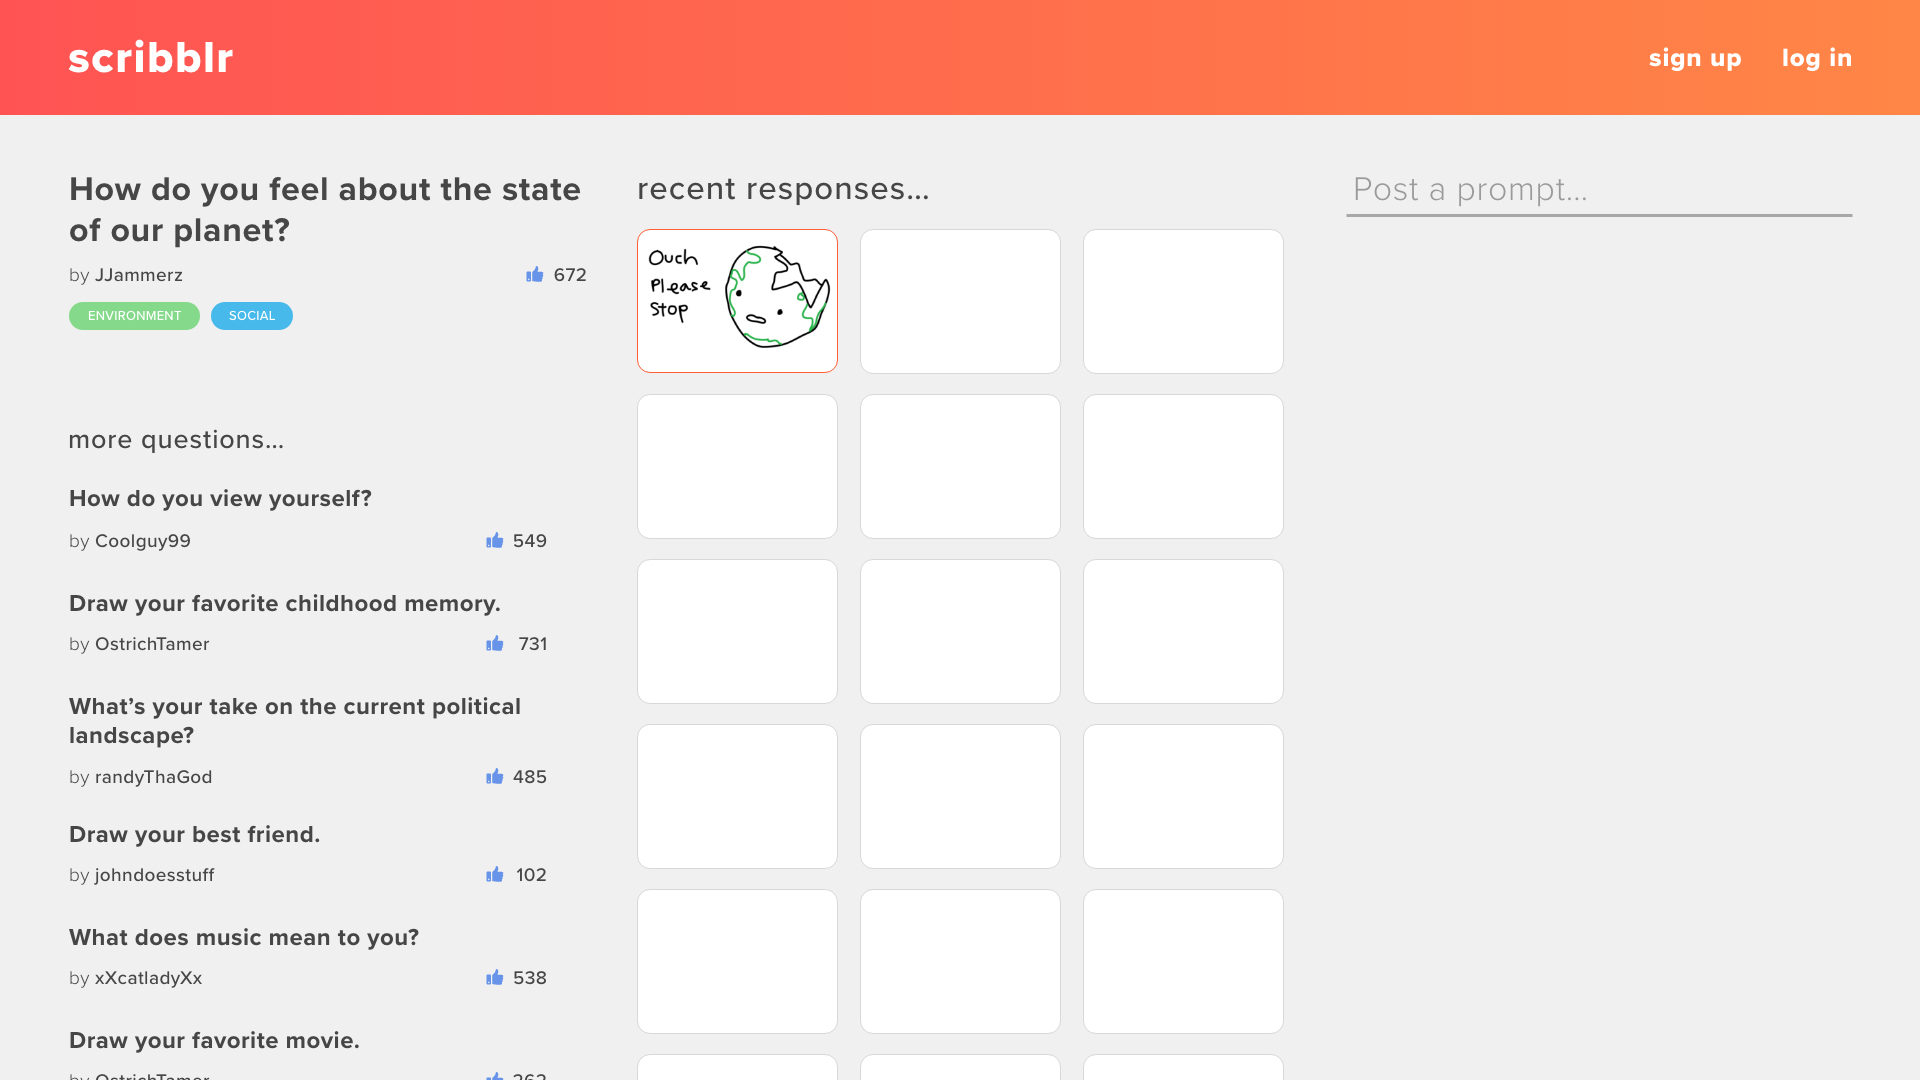 scribblr
sign up
log in
How do you feel about the state
of our planet?
by JJammerz
672
ENVIRONMENT
SOCIAL
more questions...
How do you view yourself?
by Coolguy99
549
Draw your favorite childhood memory.
by OstrichTamer
731
What’s your take on the current political
landscape?
by randyThaGod
485
Draw your best friend.
by johndoesstuff
102
What does music mean to you?
by xXcatladyXx
538
Draw your favorite movie.
by OstrichTamer
recent responses...
Ouch
Please
Stop
Post a prompt...